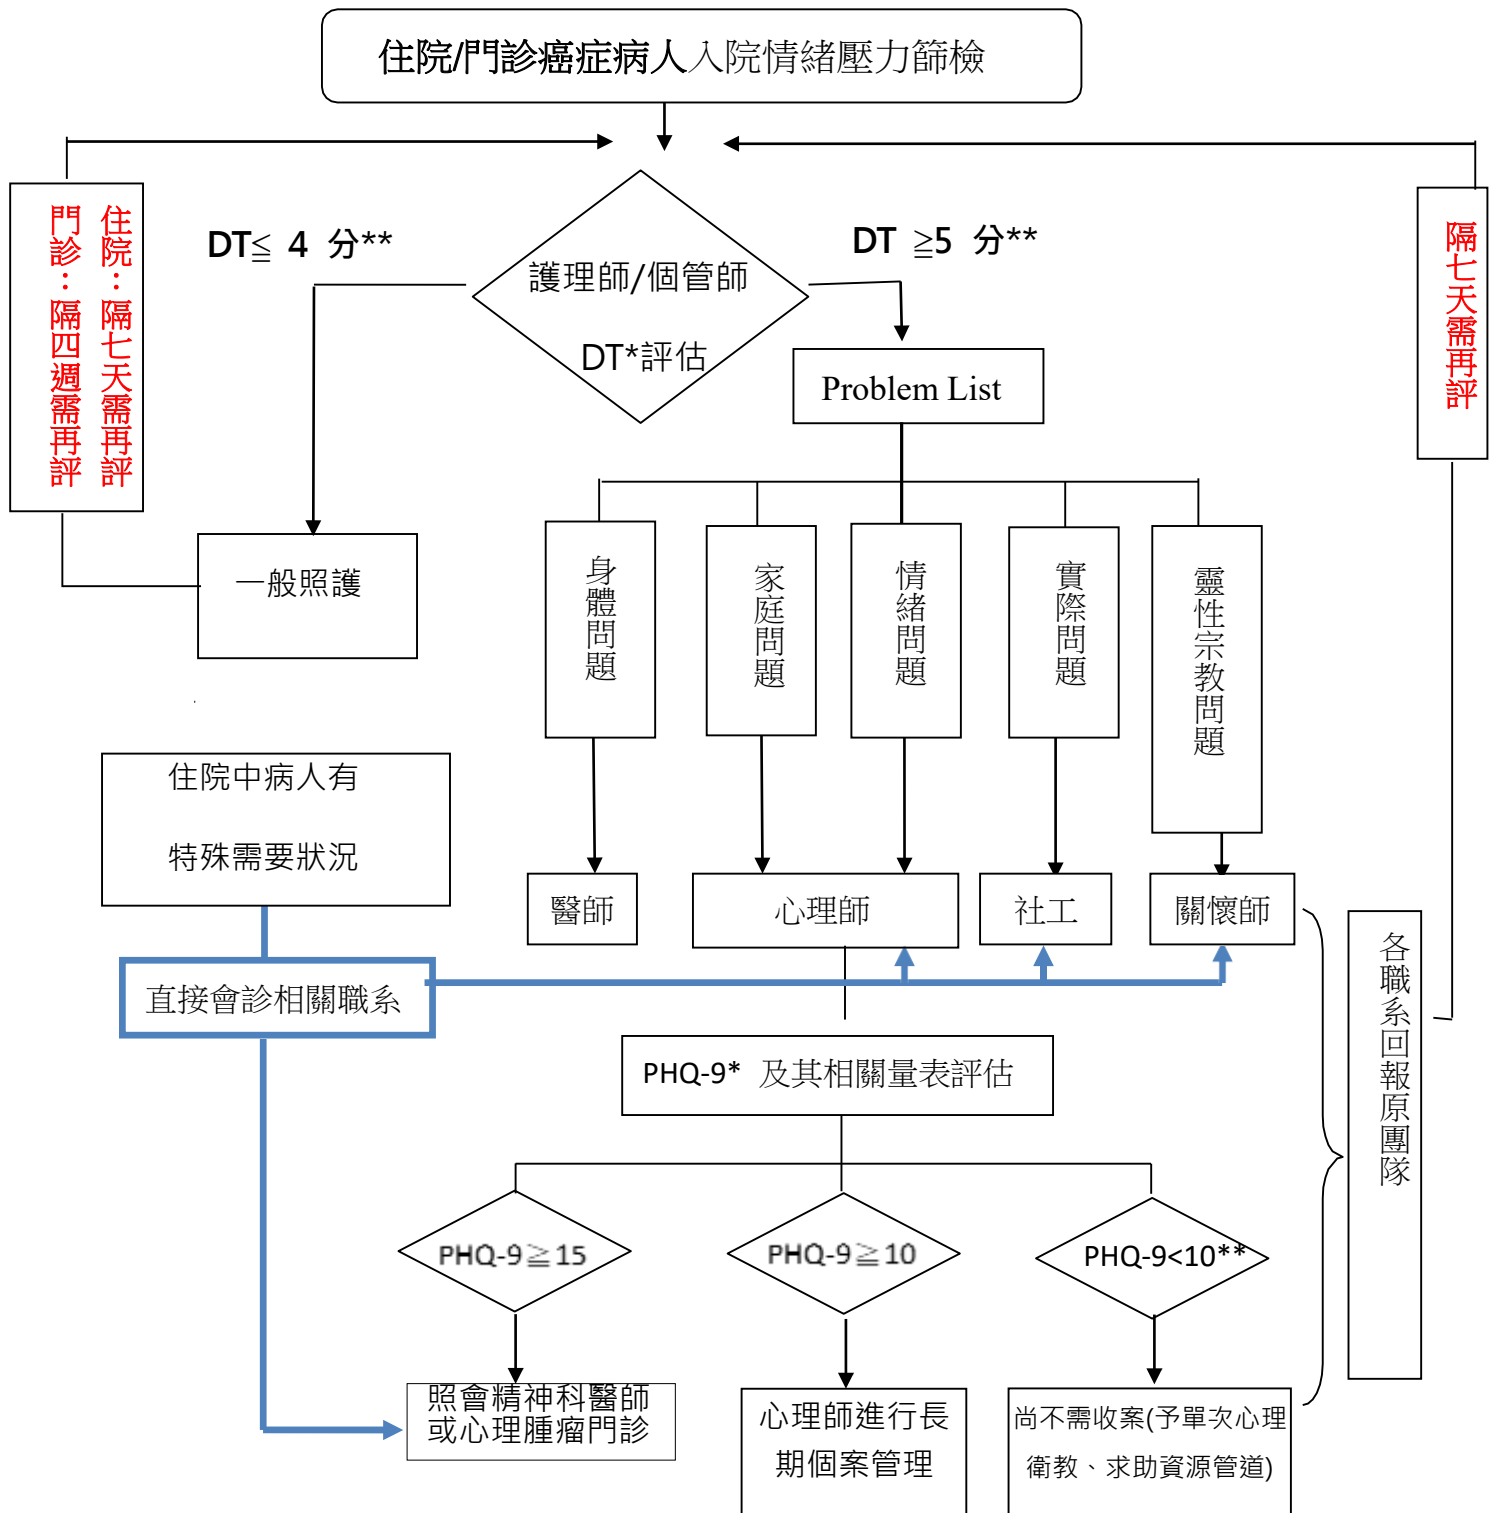 住院/門診癌症病人入院情緒壓力篩檢
DT≦ 4 分**
DT ≧5 分**
護理師/個管師
DT*評估
住院：隔七天需再評
門診：隔四週需再評
隔七天需再評
Problem List
一般照護
身體問題
家庭問題
情緒問題
實際問題
靈性宗教問題
住院中病人有
特殊需要狀況
醫師
心理師
社工
關懷師
直接會診相關職系
各職系回報原團隊
PHQ-9* 及其相關量表評估
PHQ-9≧15
PHQ-9≧10
PHQ-9<10**
照會精神科醫師
或心理腫瘤門診
心理師進行長
期個案管理
尚不需收案(予單次心理
衛教、求助資源管道)